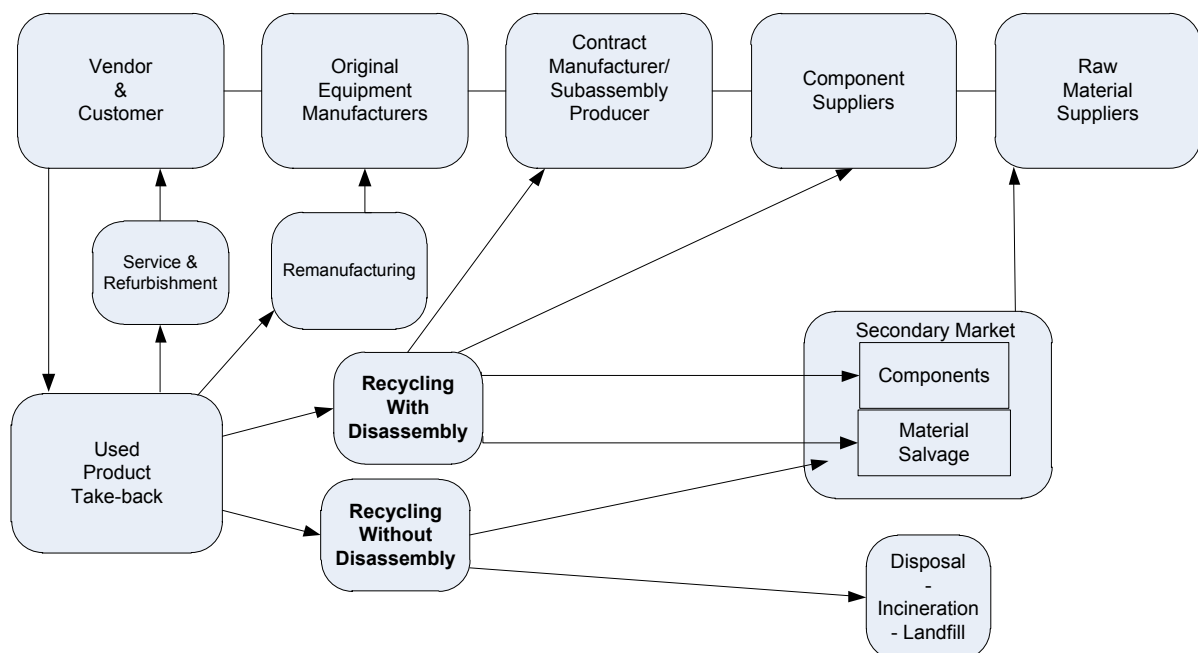 Vendor
&
Customer
Original
Equipment
Manufacturers
Contract
Manufacturer/
Subassembly
Producer
Component
Suppliers
Raw
Material
Suppliers
Service &
Refurbishment
Remanufacturing
Secondary Market
Components
Material
Salvage
Recycling
With
Disassembly
Used
Product
Take-back
Recycling
Without
Disassembly
Disposal
-
Incineration
- Landfill